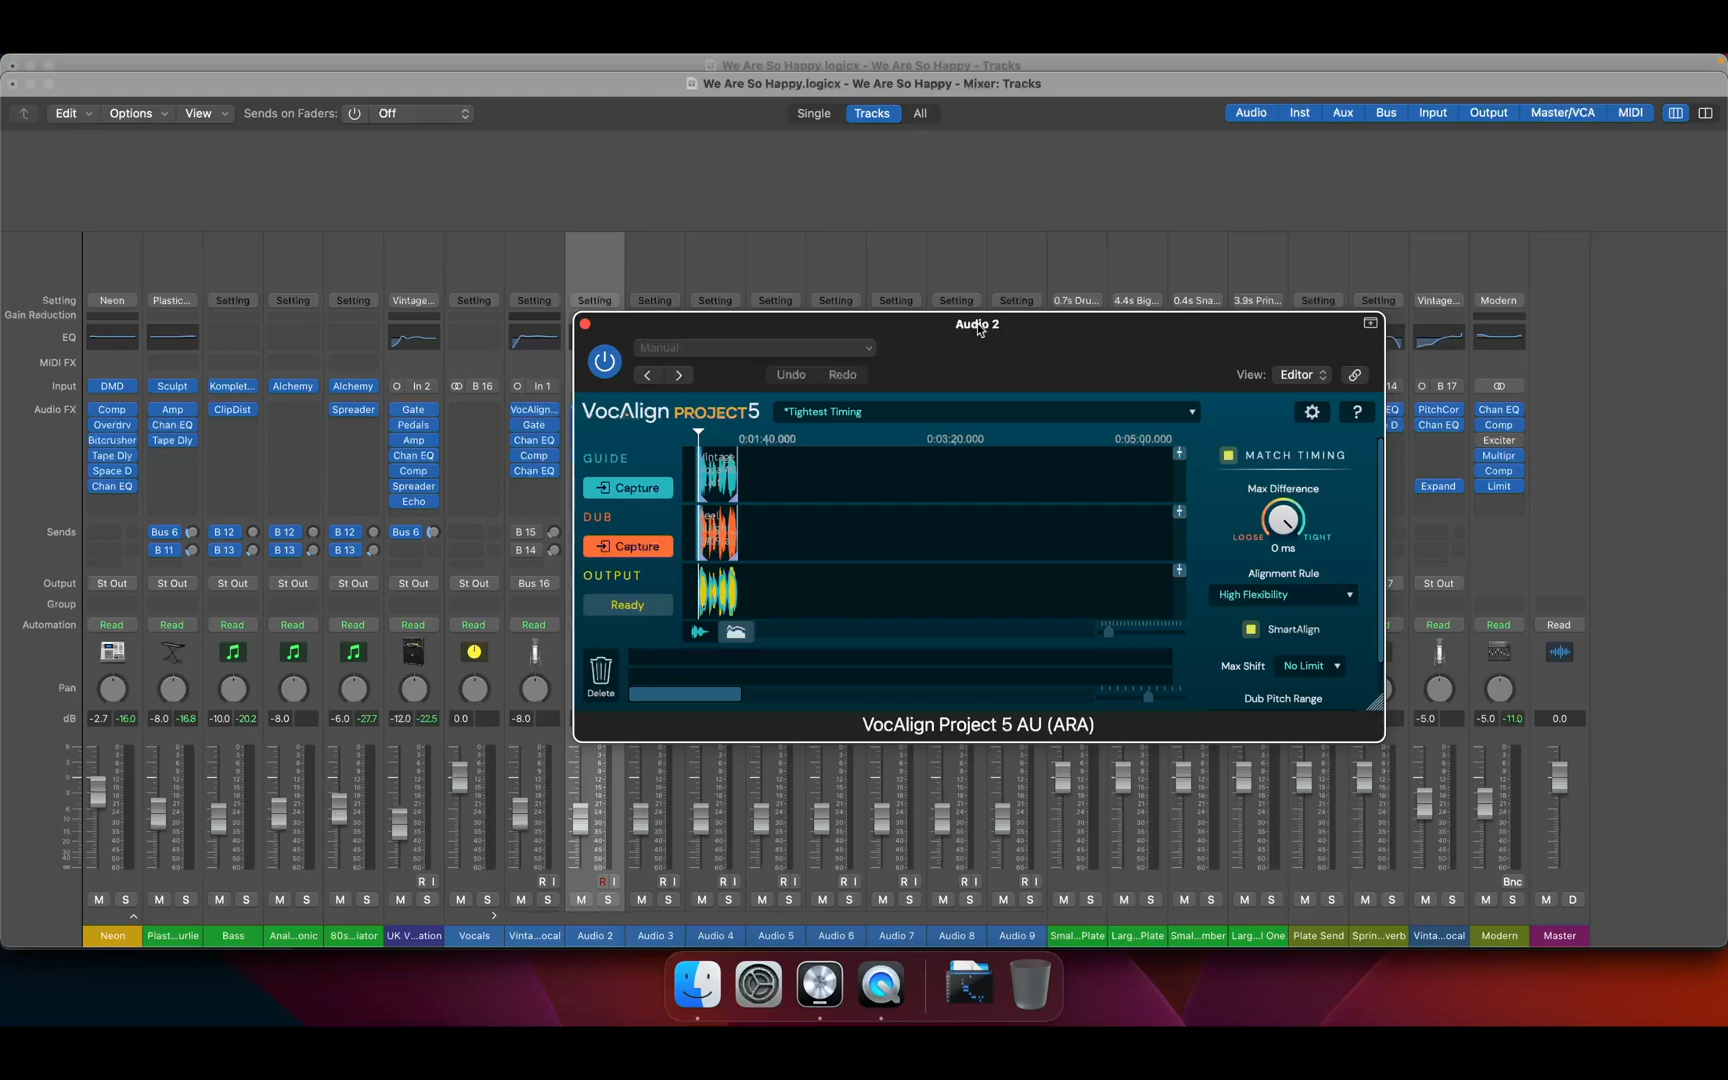 We Are So Happy.logicx - We Are So Happy - Tracks
We Are So Happy.logicx - We Are So Happy - Mixer: Tracks
Edit Options View Sends on Faders: Off Single Tracks All Audio Inst Aux Bus Input Output Master/VCA MIDI
Setting Neon Plastic... Setting Setting Setting Vintage... Setting Setting Setting Setting Setting Setting Setting Setting Setting Setting 0.7s Dru... 4.4s Big... 0.4s Sna... 3.9s Prin... Setting Setting Vintage... Modern
Gain Reduction
EQ
MIDI FX
Input DMD Sculpt Komplet... Alchemy Alchemy In 2 B 16 In 1 B 17
Audio FX Comp Amp ClipDist Spreader Gate VocAlign... PitchCor Chan EQ
Overdrv Chan EQ Pedals Gate Chan EQ Comp
Bitcrusher Tape Dly Amp Chan EQ Exciter
Tape Dly Chan EQ Comp Multipr
Space D Comp Chan EQ Comp
Chan EQ Spreader Expand Limit
Echo
Sends Bus 6 B 12 B 12 B 12 Bus 6 B 15
B 11 B 13 B 13 B 13 B 14
Output St Out St Out St Out St Out St Out St Out St Out Bus 16 St Out
Group
Automation Read Read Read Read Read Read Read Read Read Read Read
Pan
dB -2.7 -16.0 -8.0 -16.8 -10.0 -20.2 -8.0 -6.0 -27.7 -12.0 -22.5 0.0 -8.0 -5.0 -5.0 -11.0 0.0
Audio 2
Manual
Undo Redo View: Editor
VocAlign PROJECT5 *Tightest Timing ?
0:01:40.000 0:03:20.000 0:05:00.000
GUIDE
Capture
DUB
Capture
OUTPUT
Ready
Delete
MATCH TIMING
Max Difference
LOOSE TIGHT
0 ms
Alignment Rule
High Flexibility
SmartAlign
Max Shift No Limit
Dub Pitch Range
VocAlign Project 5 AU (ARA)
R I R I R I R I R I R I R I R I R I R I Bnc
M S M S M S M S M S M S M S M S M S M S M S M S M S M S M S M S M S M S M S M S M S M S M S M S M D
Neon Plast...urlie Bass Anal...onic 80s...iator UK V...ation Vocals Vinta...ocal Audio 2 Audio 3 Audio 4 Audio 5 Audio 6 Audio 7 Audio 8 Audio 9 Smal...Plate Larg...Plate Smal...mber Larg...l One Plate Send Sprin...verb Vinta...ocal Modern Master